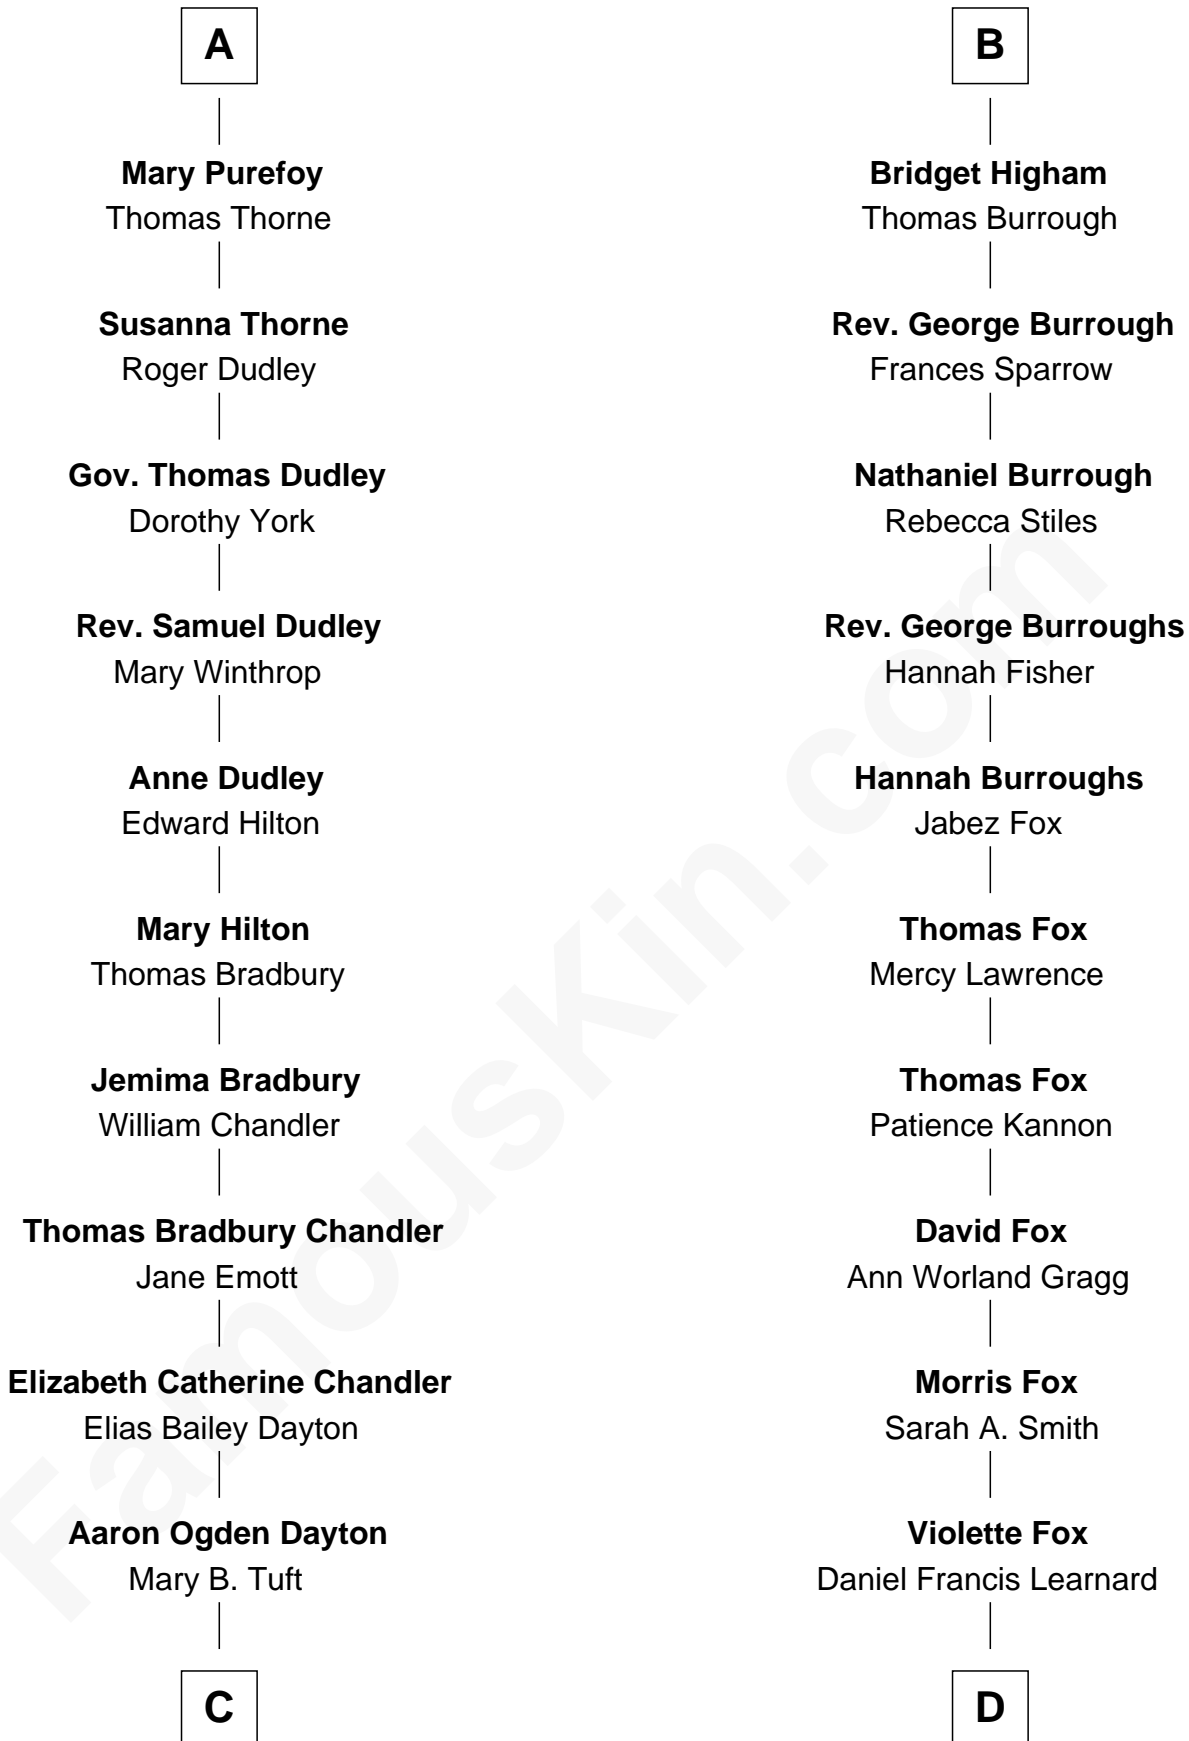 A
Mary Purefoy
Thomas Thorne
Susanna Thorne
Roger Dudley
Gov. Thomas Dudley
Dorothy York
Rev. Samuel Dudley
Mary Winthrop
Anne Dudley
Edward Hilton
Mary Hilton
Thomas Bradbury
Jemima Bradbury
William Chandler
Thomas Bradbury Chandler
Jane Emott
Elizabeth Catherine Chandler
Elias Bailey Dayton
Aaron Ogden Dayton
Mary B. Tuft
C
B
Bridget Higham
Thomas Burrough
Rev. George Burrough
Frances Sparrow
Nathaniel Burrough
Rebecca Stiles
Rev. George Burroughs
Hannah Fisher
Hannah Burroughs
Jabez Fox
Thomas Fox
Mercy Lawrence
Thomas Fox
Patience Kannon
David Fox
Ann Worland Gragg
Morris Fox
Sarah A. Smith
Violette Fox
Daniel Francis Learnard
D
FamousKin.com